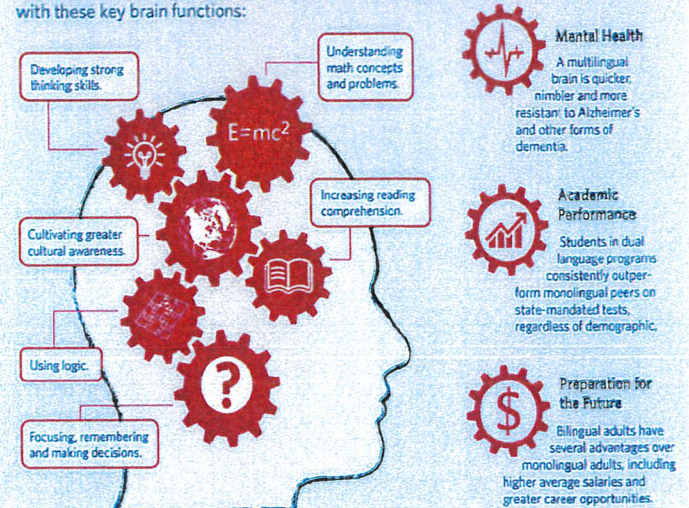 with these key brain functions:
Developing strong
thinking skills.
Understanding
math concepts
and problems.
E=mc²
Cultivating greater
cultural awareness.
Increasing reading
comprehension.
Using logic.
?
Focusing, remembering
and making decisions.
Mental Health
A multilingual
brain is quicker,
nimbler and more
resistant to Alzheimer's
and other forms of
dementia.
Academic
Performance
Students in dual
language programs
consistently outper-
form monolingual peers on
state-mandated tests,
regardless of demographic.
$
Preparation for
the Future
Bilingual adults have
several advantages over
monolingual adults, including
higher average salaries and
greater career opportunities.